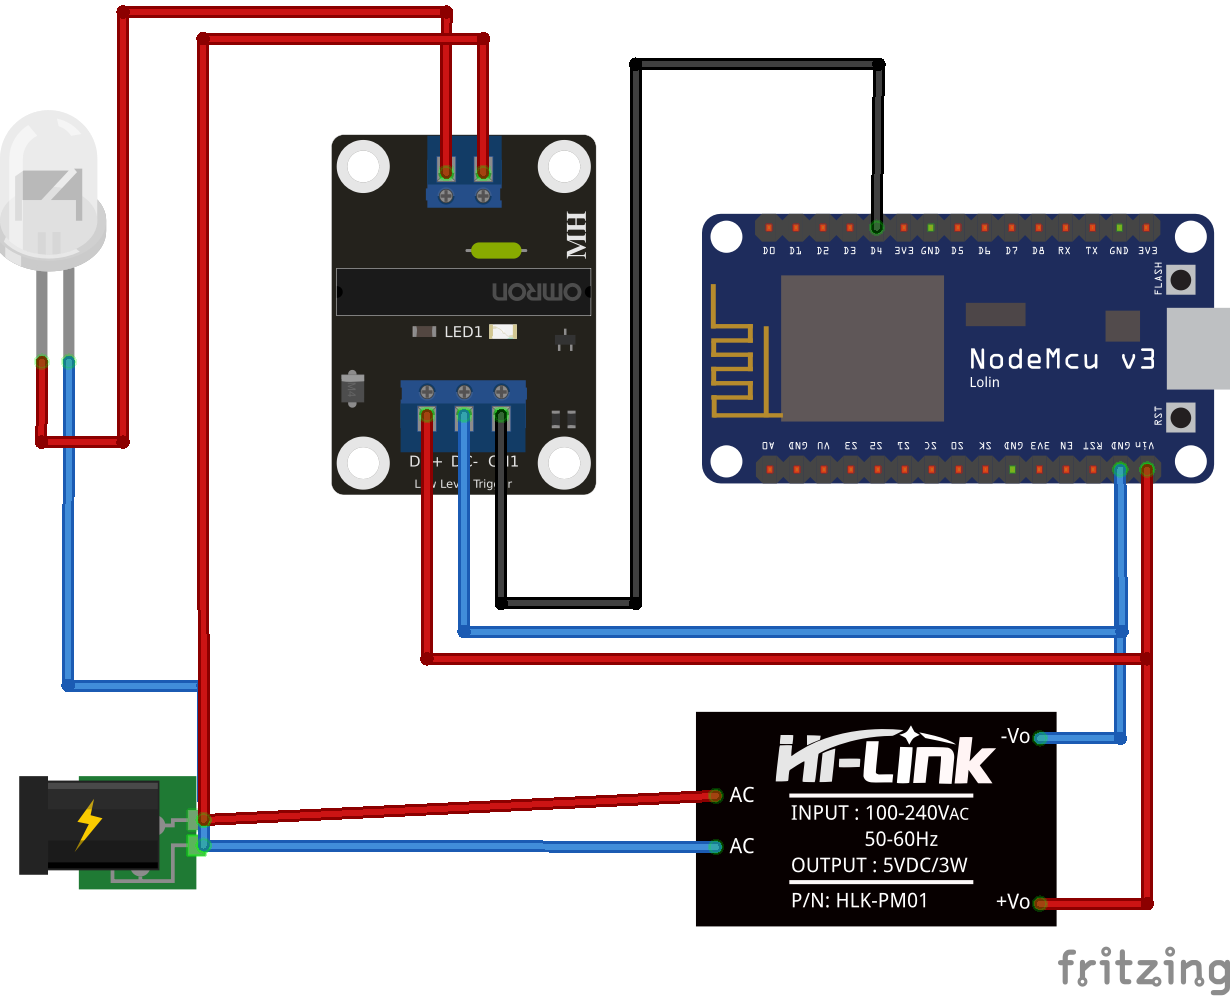 MH
OMRON
LED1
DC+ DC- CH1
Low Level Trigger
D0 D1 D2 D3 D4 3V3 GND D5 D6 D7 D8 RX TX GND 3V3
FLASH
NodeMcu v3
Lolin
RST
A0 GND VU S3 S2 S1 SC S0 SK GND 3V3 EN RST GND Vin
Hi-Link
-Vo
AC
INPUT : 100-240VAC
50-60Hz
AC
OUTPUT : 5VDC/3W
P/N: HLK-PM01
+Vo
fritzing